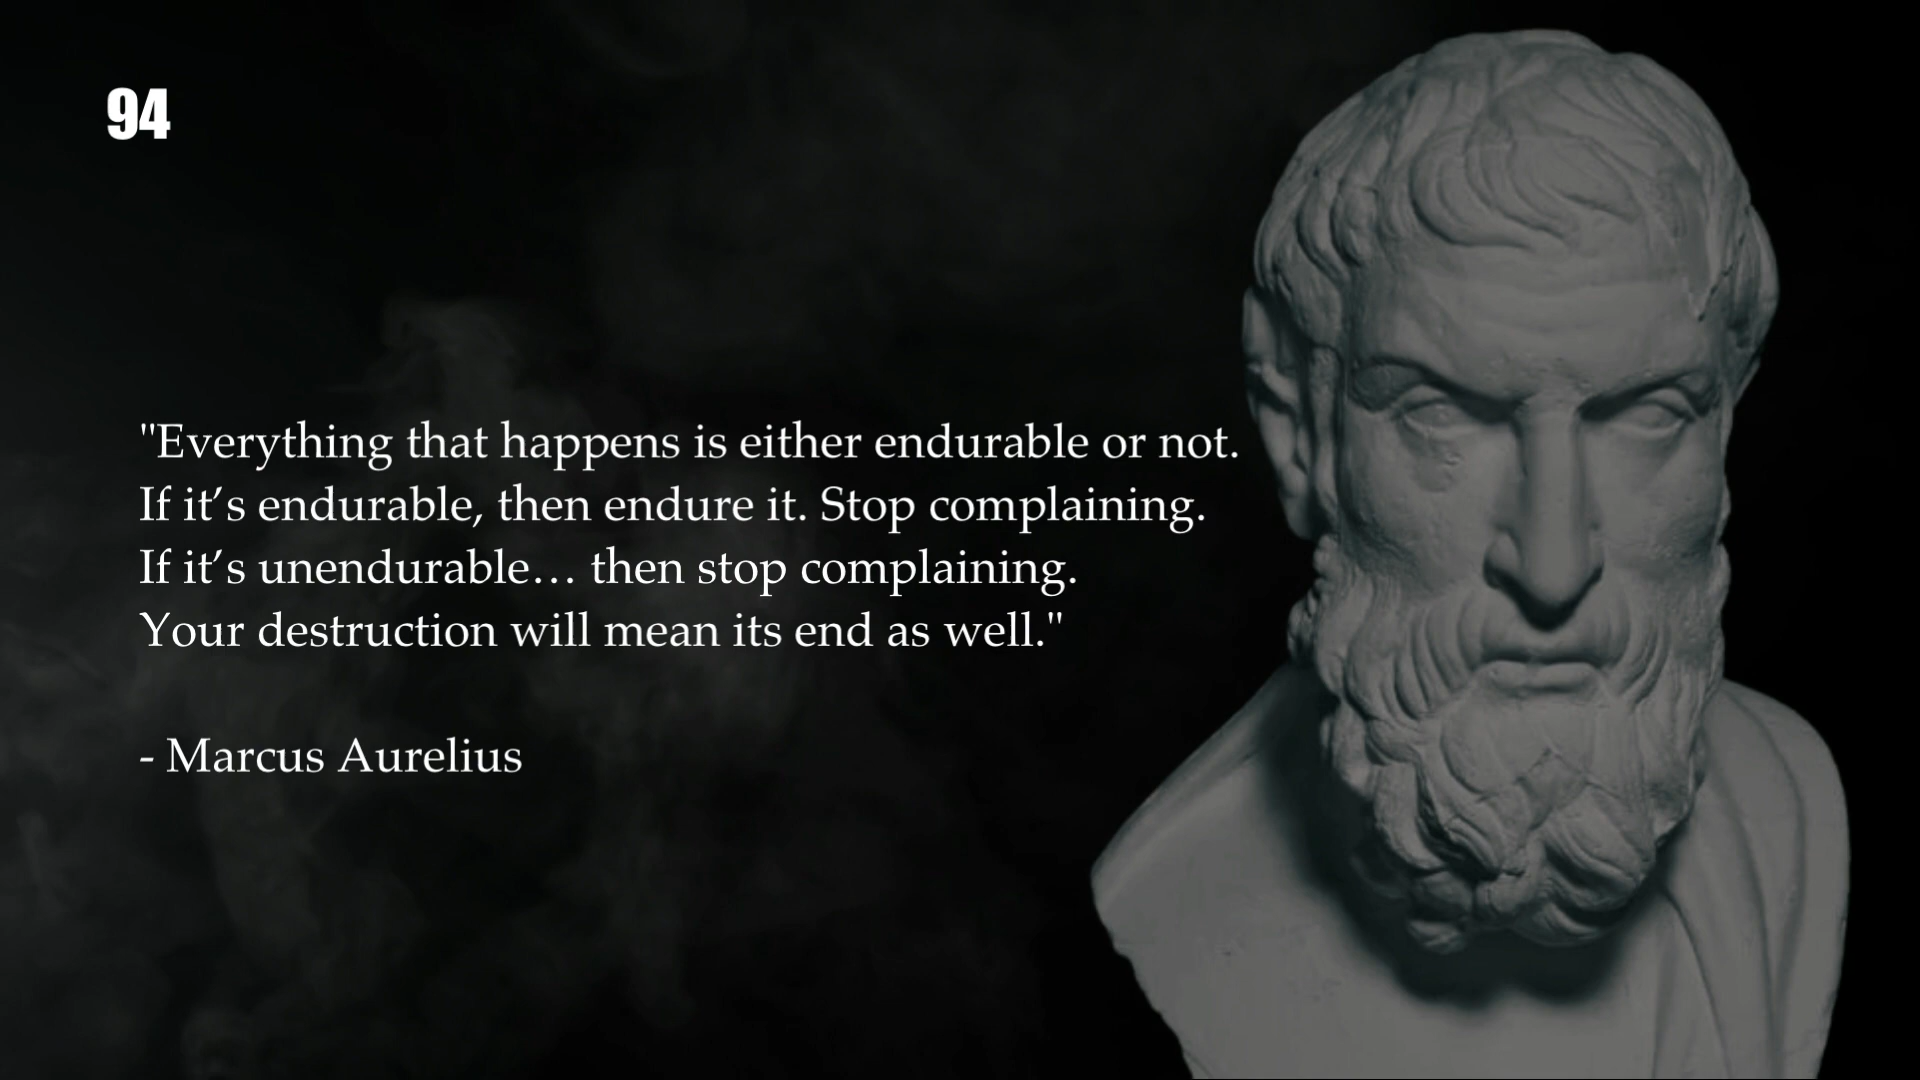 94
"Everything that happens is either endurable or not.
If it’s endurable, then endure it. Stop complaining.
If it’s unendurable… then stop complaining.
Your destruction will mean its end as well."
- Marcus Aurelius